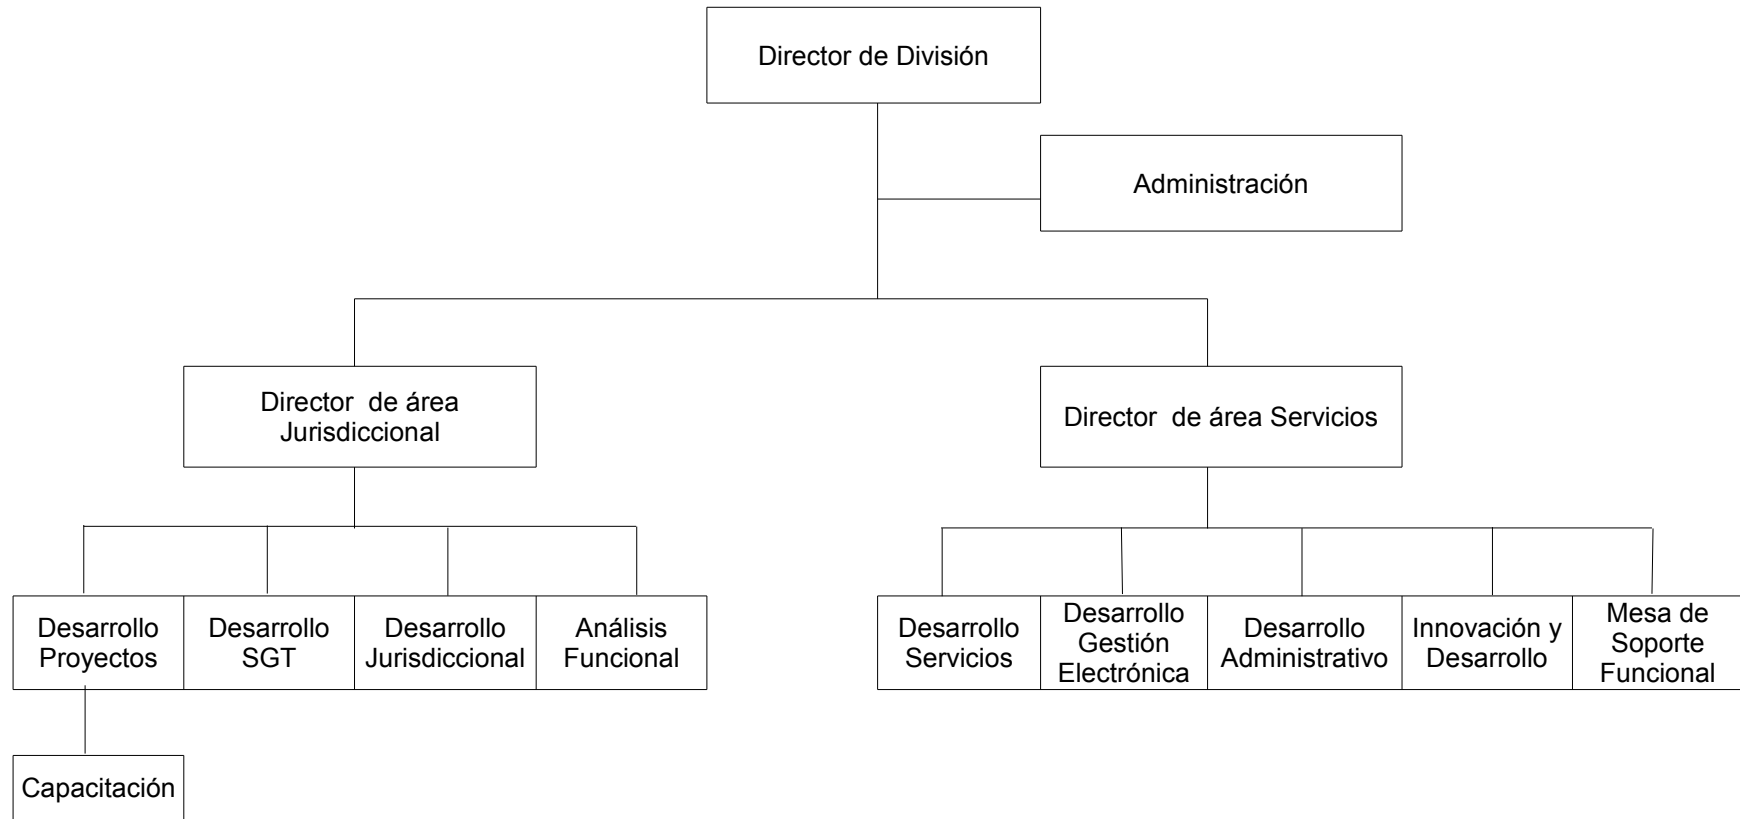 Director de División
Administración
Director de área
Jurisdiccional
Director de área Servicios
Desarrollo
Proyectos
Desarrollo
SGT
Desarrollo
Jurisdiccional
Análisis
Funcional
Desarrollo
Servicios
Desarrollo
Gestión
Electrónica
Desarrollo
Administrativo
Innovación y
Desarrollo
Mesa de
Soporte
Funcional
Capacitación